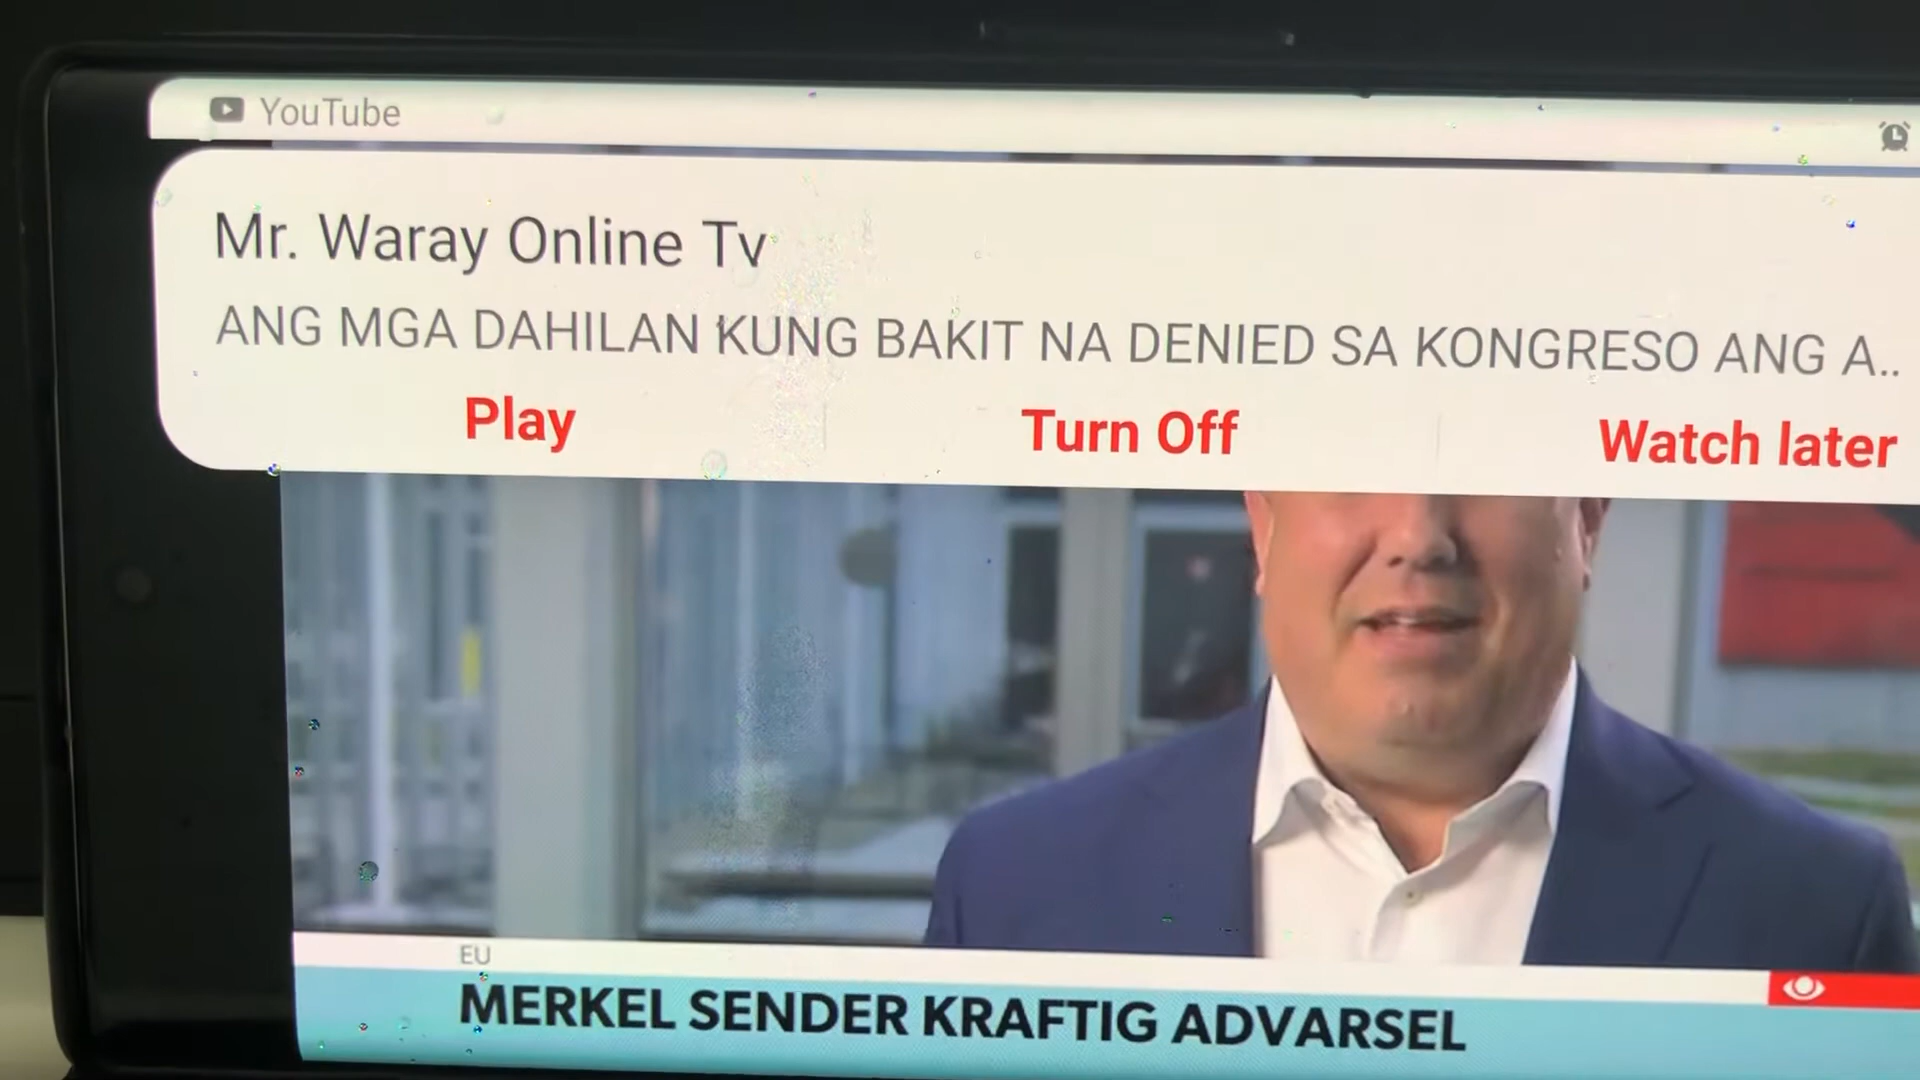 YouTube
Mr. Waray Online Tv
ANG MGA DAHILAN KUNG BAKIT NA DENIED SA KONGRESO ANG A..
Play
Turn Off
Watch later
EU
MERKEL SENDER KRAFTIG ADVARSEL